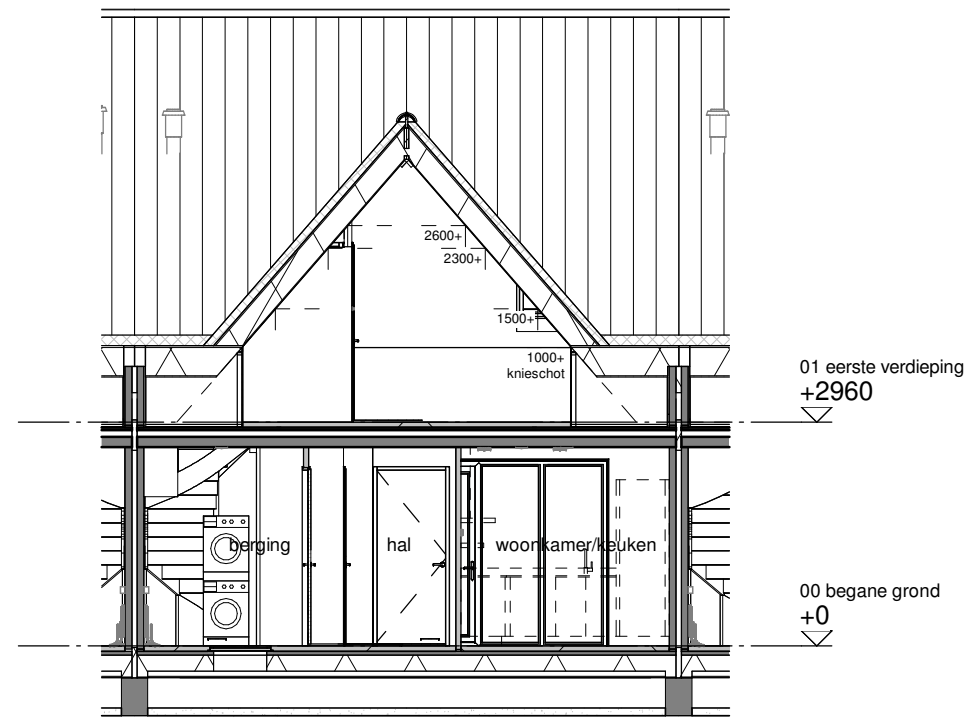 2600+
2300+
1500+
1000+
knieschot
01 eerste verdieping
+2960
berging
hal
woonkamer/keuken
00 begane grond
+0